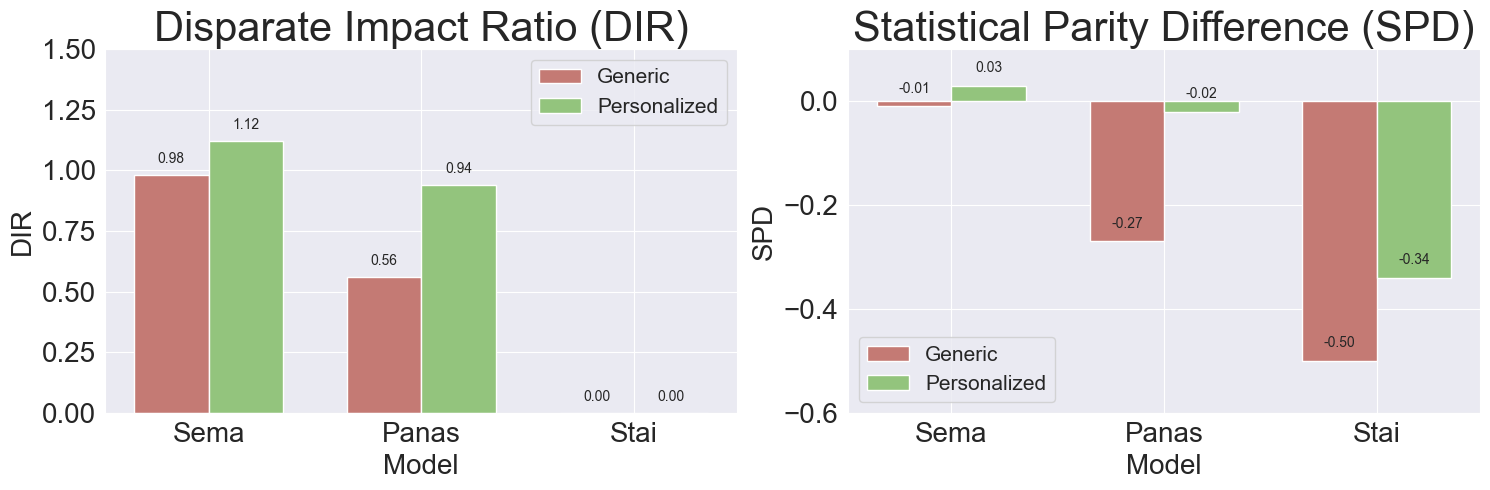 Disparate Impact Ratio (DIR)
1.50
1.25
1.00
0.75
0.50
0.25
0.00
DIR
Generic
Personalized
0.98
1.12
0.56
0.94
0.00
0.00
Sema
Panas
Stai
Model
Statistical Parity Difference (SPD)
0.0
−0.2
−0.4
−0.6
SPD
-0.01
0.03
-0.27
-0.02
-0.50
-0.34
Generic
Personalized
Sema
Panas
Stai
Model